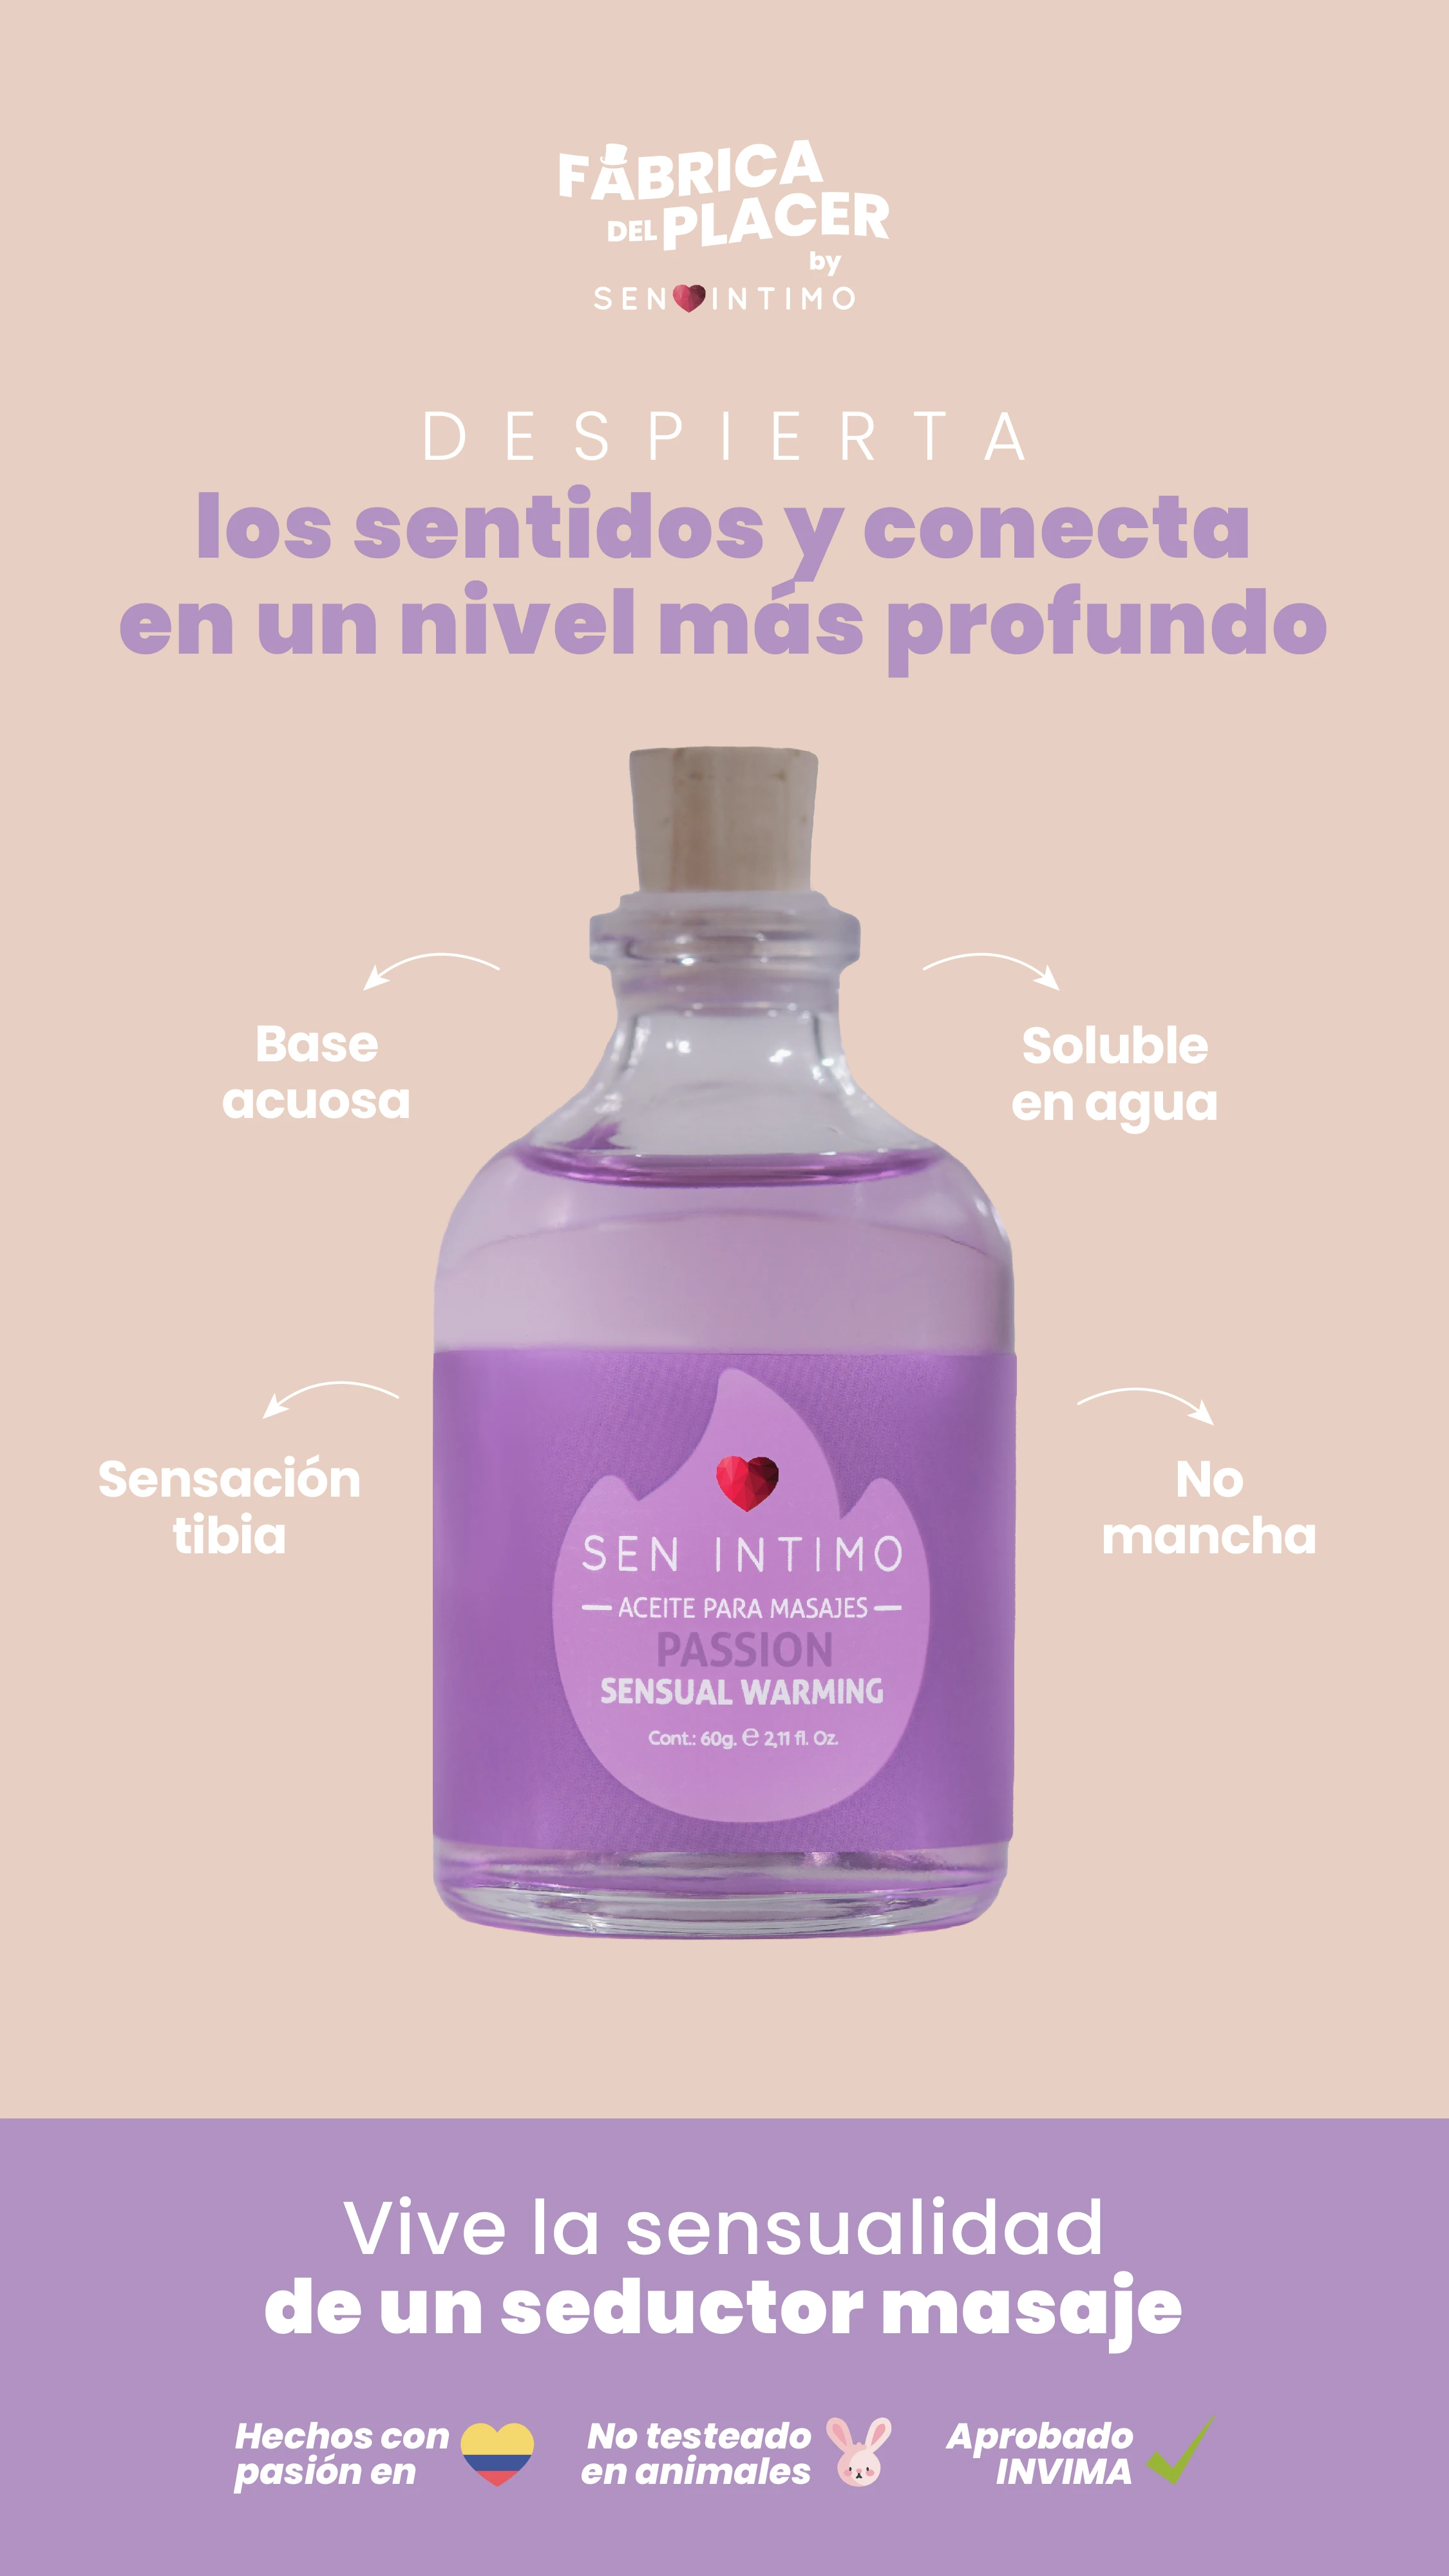 FÁBRICA
DEL PLACER
by
SEN INTIMO
DESPIERTA
los sentidos y conecta
en un nivel más profundo
Base
acuosa
Soluble
en agua
Sensación
tibia
No
mancha
SEN INTIMO
ACEITE PARA MASAJES
PASSION
SENSUAL WARMING
Cont.: 60g. ℮ 2,11 fl. Oz.
Vive la sensualidad
de un seductor masaje
Hechos con
pasión en
No testeado
en animales
Aprobado
INVIMA